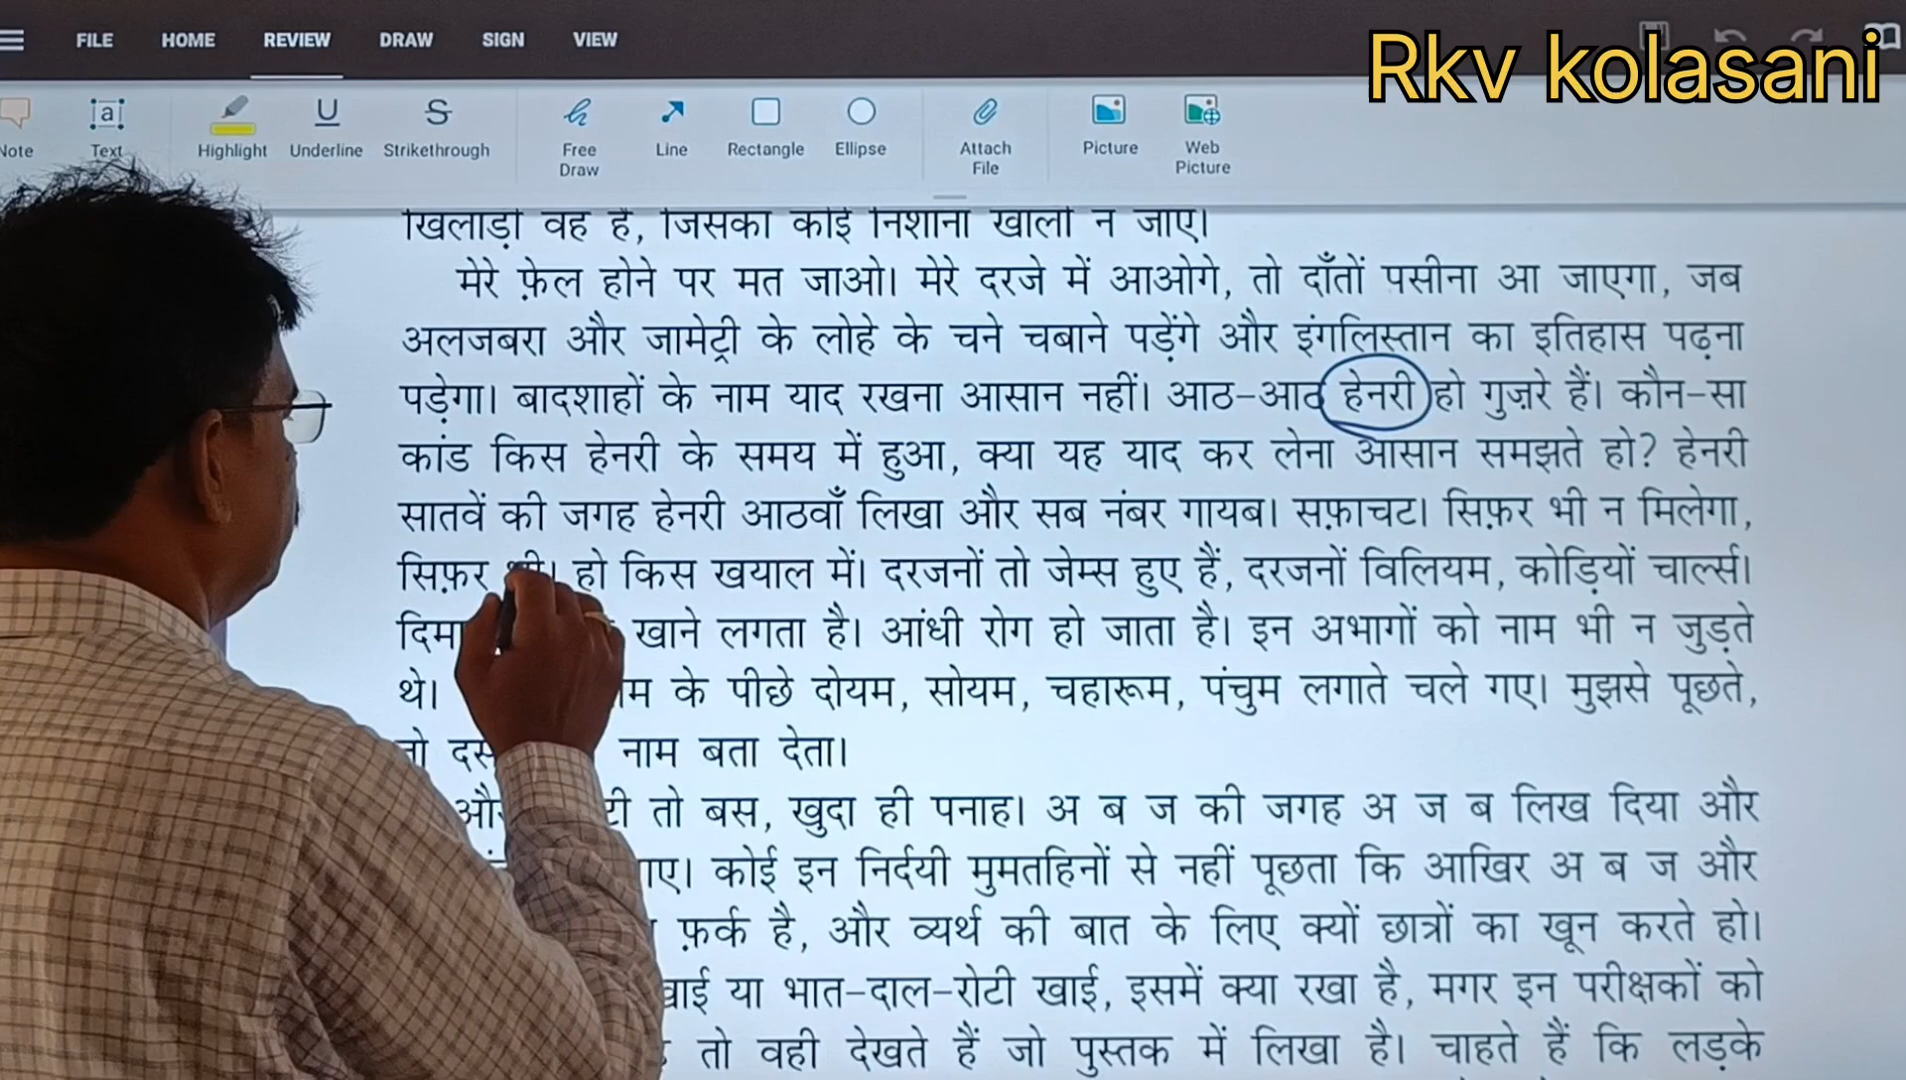 FILE HOME REVIEW DRAW SIGN VIEW
Rkv kolasani
Note Text Highlight Underline Strikethrough Free Draw Line Rectangle Ellipse Attach File Picture Web Picture
खिलाड़ी वह है, जिसका कोई निशाना खाली न जाए।
मेरे फ़ेल होने पर मत जाओ। मेरे दरजे में आओगे, तो दाँतों पसीना आ जाएगा, जब
अलजबरा और जामेट्री के लोहे के चने चबाने पड़ेंगे और इंगलिस्तान का इतिहास पढ़ना
पड़ेगा। बादशाहों के नाम याद रखना आसान नहीं। आठ-आठ हेनरी हो गुज़रे हैं। कौन-सा
कांड किस हेनरी के समय में हुआ, क्या यह याद कर लेना आसान समझते हो? हेनरी
सातवें की जगह हेनरी आठवाँ लिखा और सब नंबर गायब। सफ़ाचट। सिफ़र भी न मिलेगा,
सिफ़र भी। हो किस खयाल में। दरजनों तो जेम्स हुए हैं, दरजनों विलियम, कोड़ियों चार्ल्स।
खाने लगता है। आंधी रोग हो जाता है। इन अभागों को नाम भी न जुड़ते
थे। के पीछे दोयम, सोयम, चहारूम, पंचुम लगाते चले गए। मुझसे पूछते,
तो दस नाम बता देता।
तो बस, खुदा ही पनाह। अ ब ज की जगह अ ज ब लिख दिया और
कोई इन निर्दयी मुमतहिनों से नहीं पूछता कि आखिर अ ब ज और
फ़र्क है, और व्यर्थ की बात के लिए क्यों छात्रों का खून करते हो।
या भात-दाल-रोटी खाई, इसमें क्या रखा है, मगर इन परीक्षकों को
तो वही देखते हैं जो पुस्तक में लिखा है। चाहते हैं कि लड़के